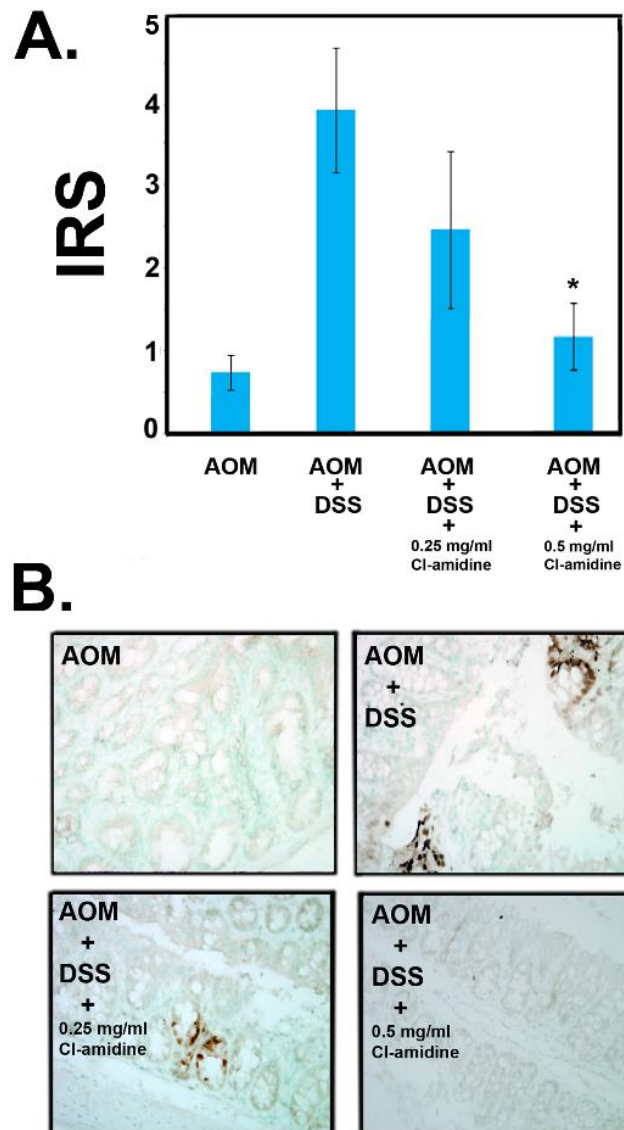 A.
IRS
5
4
3
2
1
0
*
AOM
AOM
+
DSS
AOM
+
DSS
+
0.25 mg/ml
Cl-amidine
AOM
+
DSS
+
0.5 mg/ml
Cl-amidine
B.
AOM
AOM
+
DSS
AOM
+
DSS
+
0.25 mg/ml
Cl-amidine
AOM
+
DSS
+
0.5 mg/ml
Cl-amidine